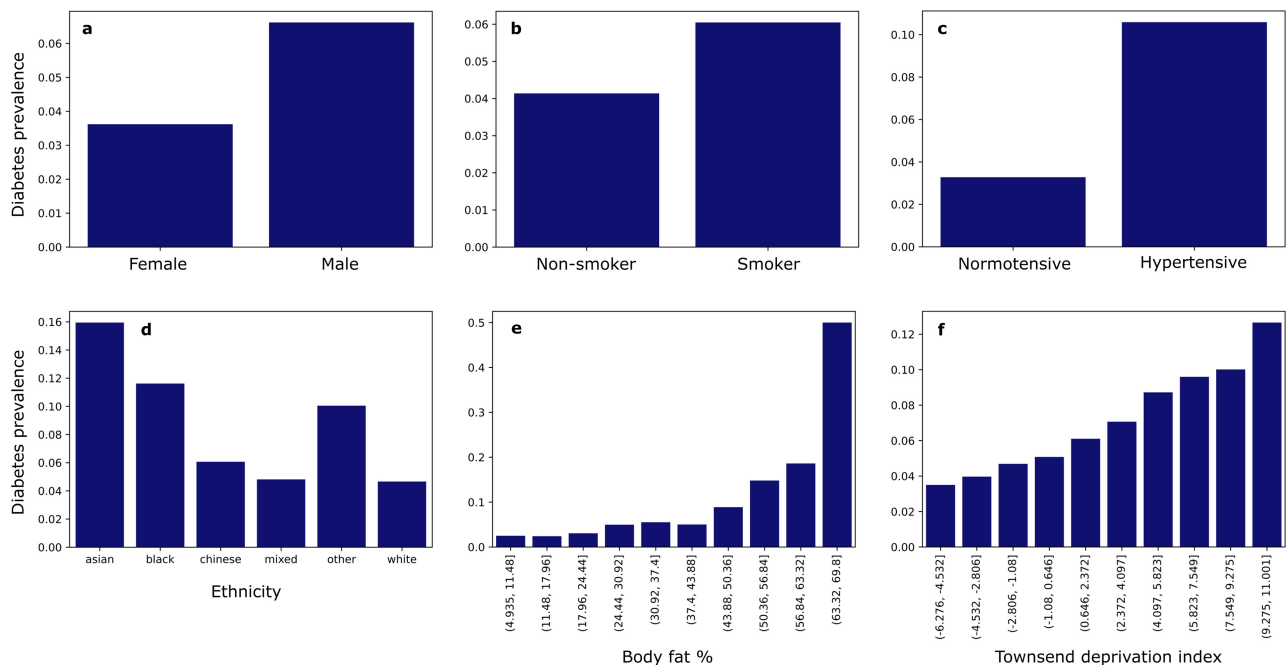 a
Diabetes prevalence
0.06
0.05
0.04
0.03
0.02
0.01
0.00
Female
Male
b
0.06
0.05
0.04
0.03
0.02
0.01
0.00
Non-smoker
Smoker
c
0.10
0.08
0.06
0.04
0.02
0.00
Normotensive
Hypertensive
d
Diabetes prevalence
0.16
0.14
0.12
0.10
0.08
0.06
0.04
0.02
0.00
asian
black
chinese
mixed
other
white
Ethnicity
e
0.5
0.4
0.3
0.2
0.1
0.0
(4.935, 11.48]
(11.48, 17.96]
(17.96, 24.44]
(24.44, 30.92]
(30.92, 37.4]
(37.4, 43.88]
(43.88, 50.36]
(50.36, 56.84]
(56.84, 63.32]
(63.32, 69.8]
Body fat %
f
0.12
0.10
0.08
0.06
0.04
0.02
0.00
(-6.276, -4.532]
(-4.532, -2.806]
(-2.806, -1.08]
(-1.08, 0.646]
(0.646, 2.372]
(2.372, 4.097]
(4.097, 5.823]
(5.823, 7.549]
(7.549, 9.275]
(9.275, 11.001]
Townsend deprivation index